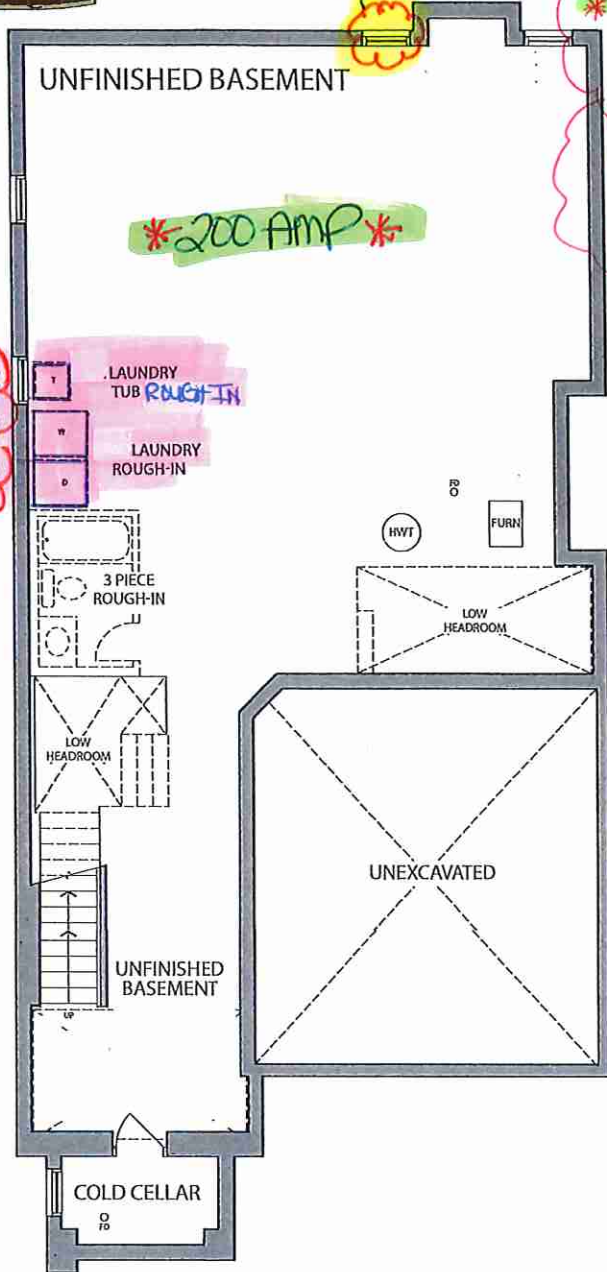 UNFINISHED BASEMENT
* 200 AMP *
T
.LAUNDRY
TUB ROUGH IN
W
LAUNDRY
ROUGH-IN
D
FD
HWT
FURN
3 PIECE
ROUGH-IN
LOW
HEADROOM
LOW
HEADROOM
UNEXCAVATED
UNFINISHED
BASEMENT
UP
COLD CELLAR
FD